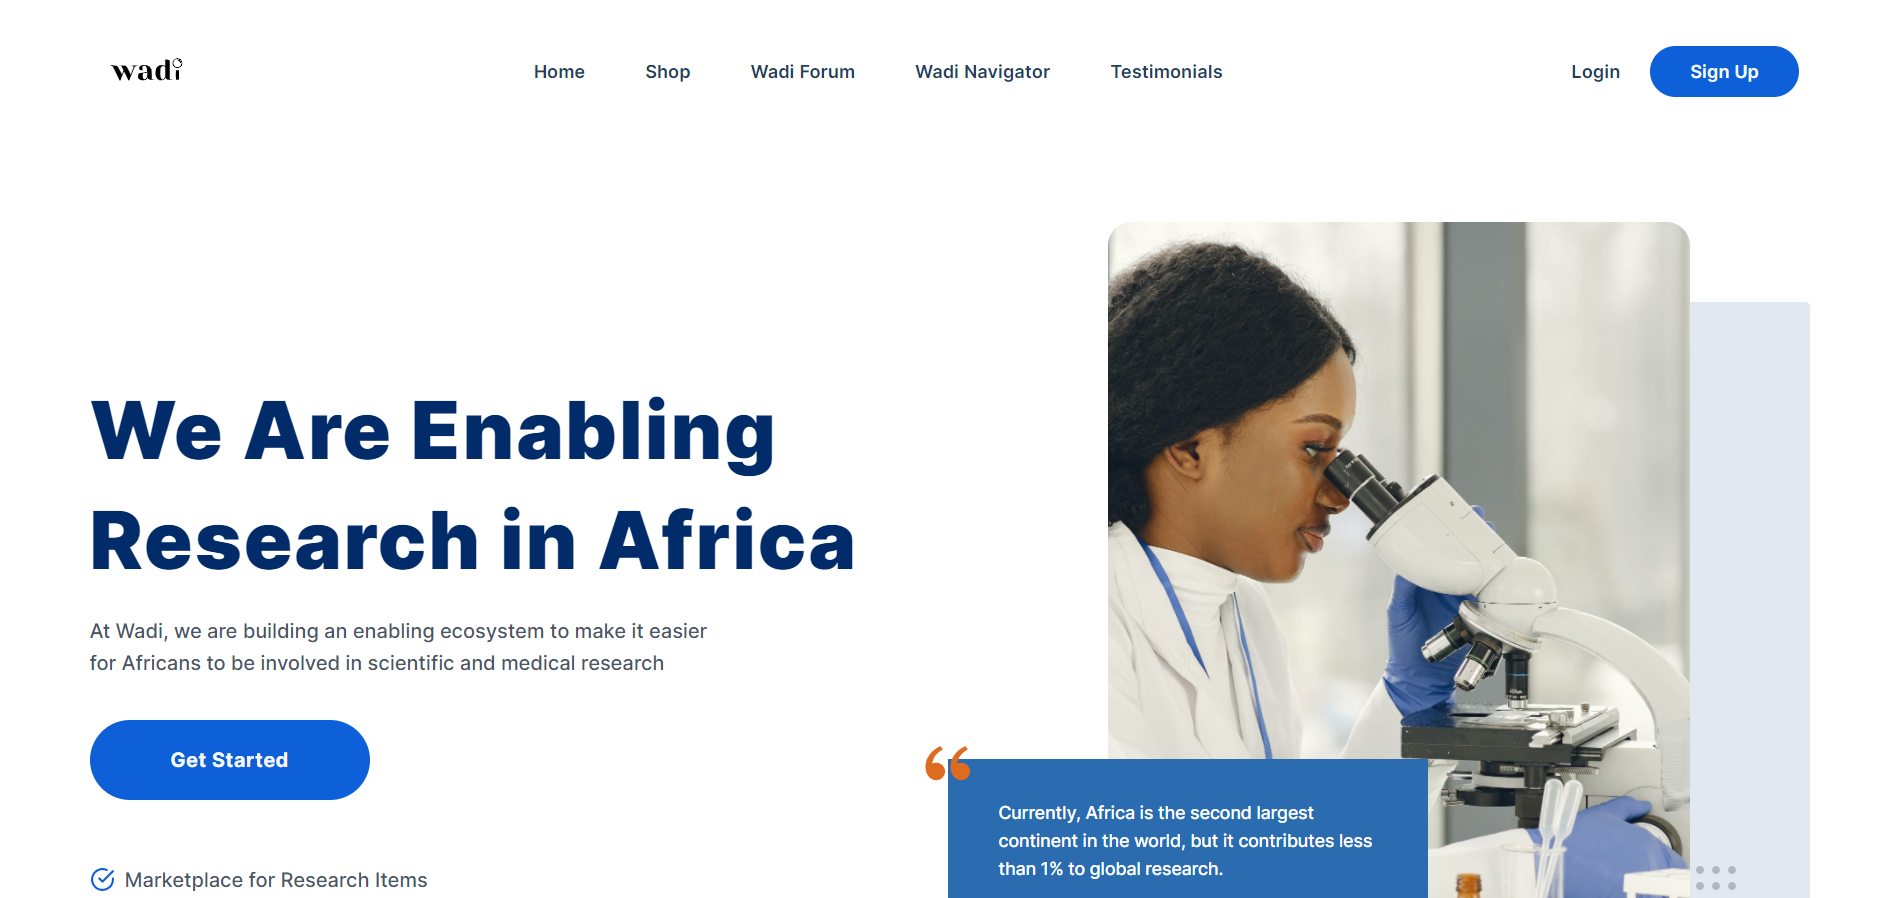 wadi
Home
Shop
Wadi Forum
Wadi Navigator
Testimonials
Login
Sign Up
We Are Enabling
Research in Africa
At Wadi, we are building an enabling ecosystem to make it easier
for Africans to be involved in scientific and medical research
Get Started
Marketplace for Research Items
“
Currently, Africa is the second largest
continent in the world, but it contributes less
than 1% to global research.